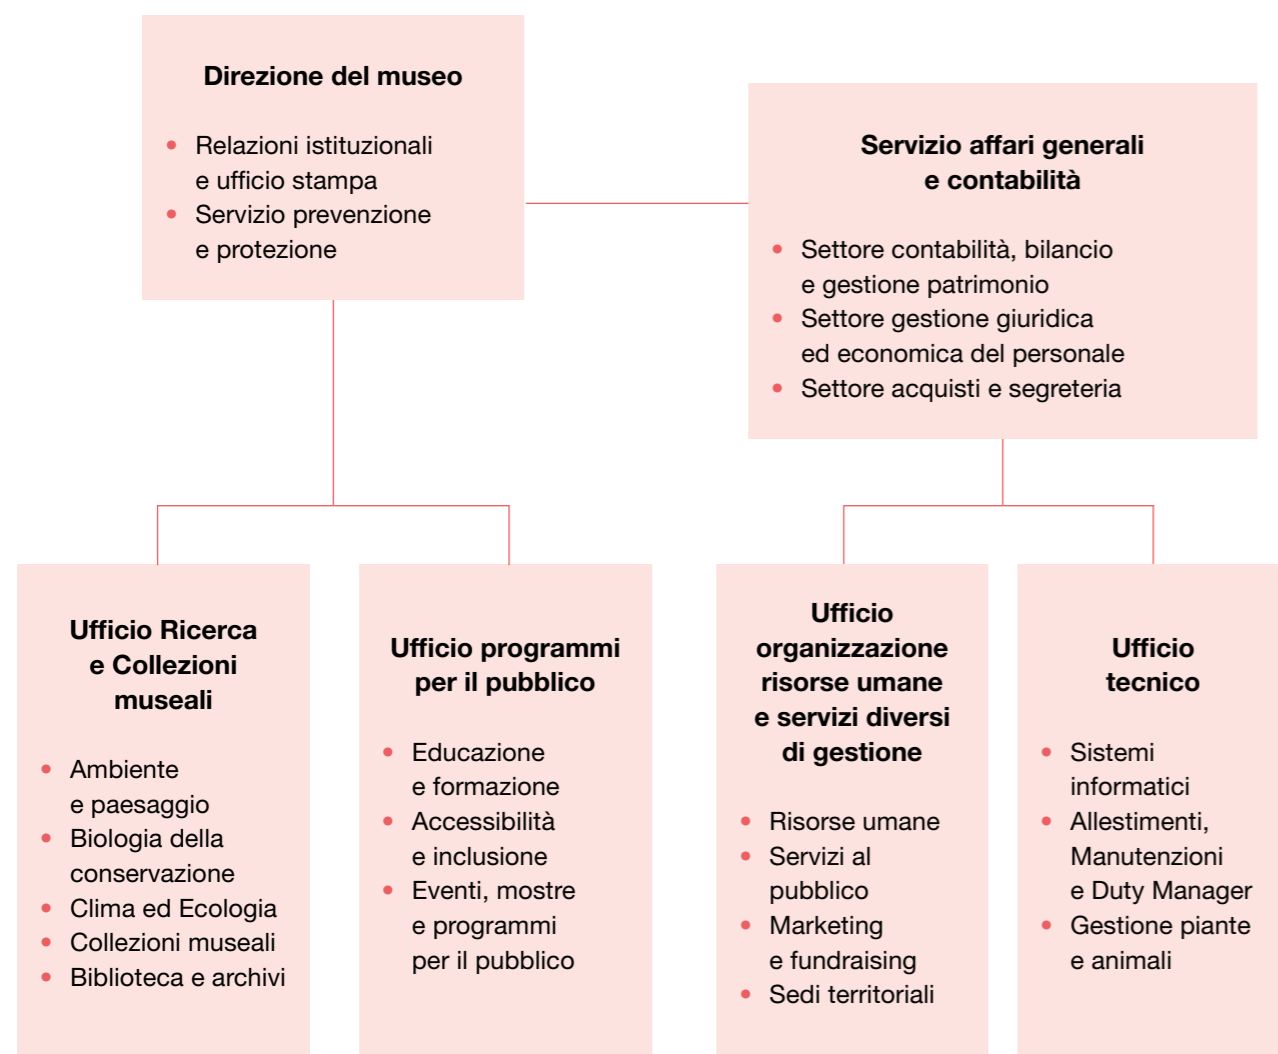 Direzione del museo
• Relazioni istituzionali
e ufficio stampa
• Servizio prevenzione
e protezione
Servizio affari generali
e contabilità
• Settore contabilità, bilancio
e gestione patrimonio
• Settore gestione giuridica
ed economica del personale
• Settore acquisti e segreteria
Ufficio Ricerca
e Collezioni
museali
• Ambiente
e paesaggio
• Biologia della
conservazione
• Clima ed Ecologia
• Collezioni museali
• Biblioteca e archivi
Ufficio programmi
per il pubblico
• Educazione
e formazione
• Accessibilità
e inclusione
• Eventi, mostre
e programmi
per il pubblico
Ufficio
organizzazione
risorse umane
e servizi diversi
di gestione
• Risorse umane
• Servizi al
pubblico
• Marketing
e fundraising
• Sedi territoriali
Ufficio
tecnico
• Sistemi
informatici
• Allestimenti,
Manutenzioni
e Duty Manager
• Gestione piante
e animali